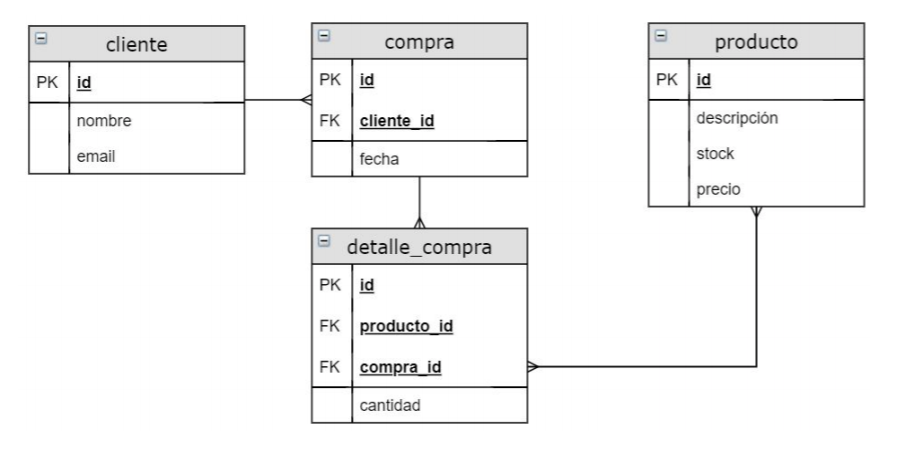 cliente
PK id
nombre
email
compra
PK id
FK cliente_id
fecha
producto
PK id
descripción
stock
precio
detalle_compra
PK id
FK producto_id
FK compra_id
cantidad